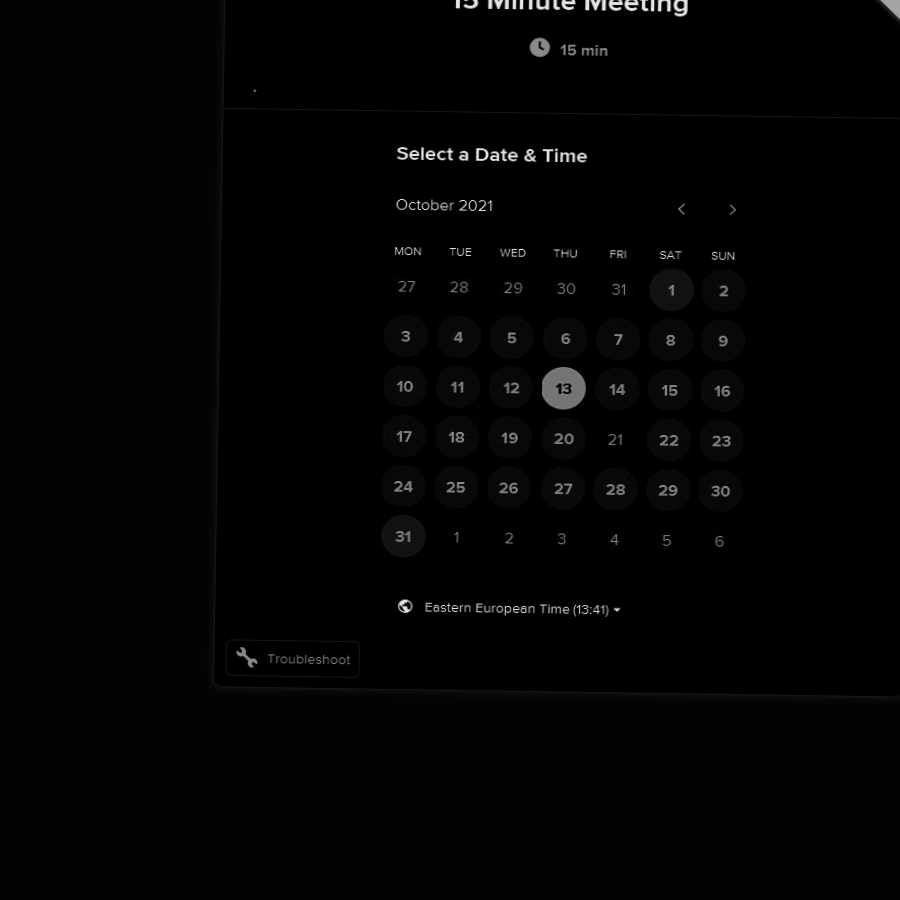 15 Minute Meeting
15 min
Select a Date & Time
October 2021
MON TUE WED THU FRI SAT SUN
27 28 29 30 31 1 2
3 4 5 6 7 8 9
10 11 12 13 14 15 16
17 18 19 20 21 22 23
24 25 26 27 28 29 30
31 1 2 3 4 5 6
Eastern European Time (13:41)
Troubleshoot